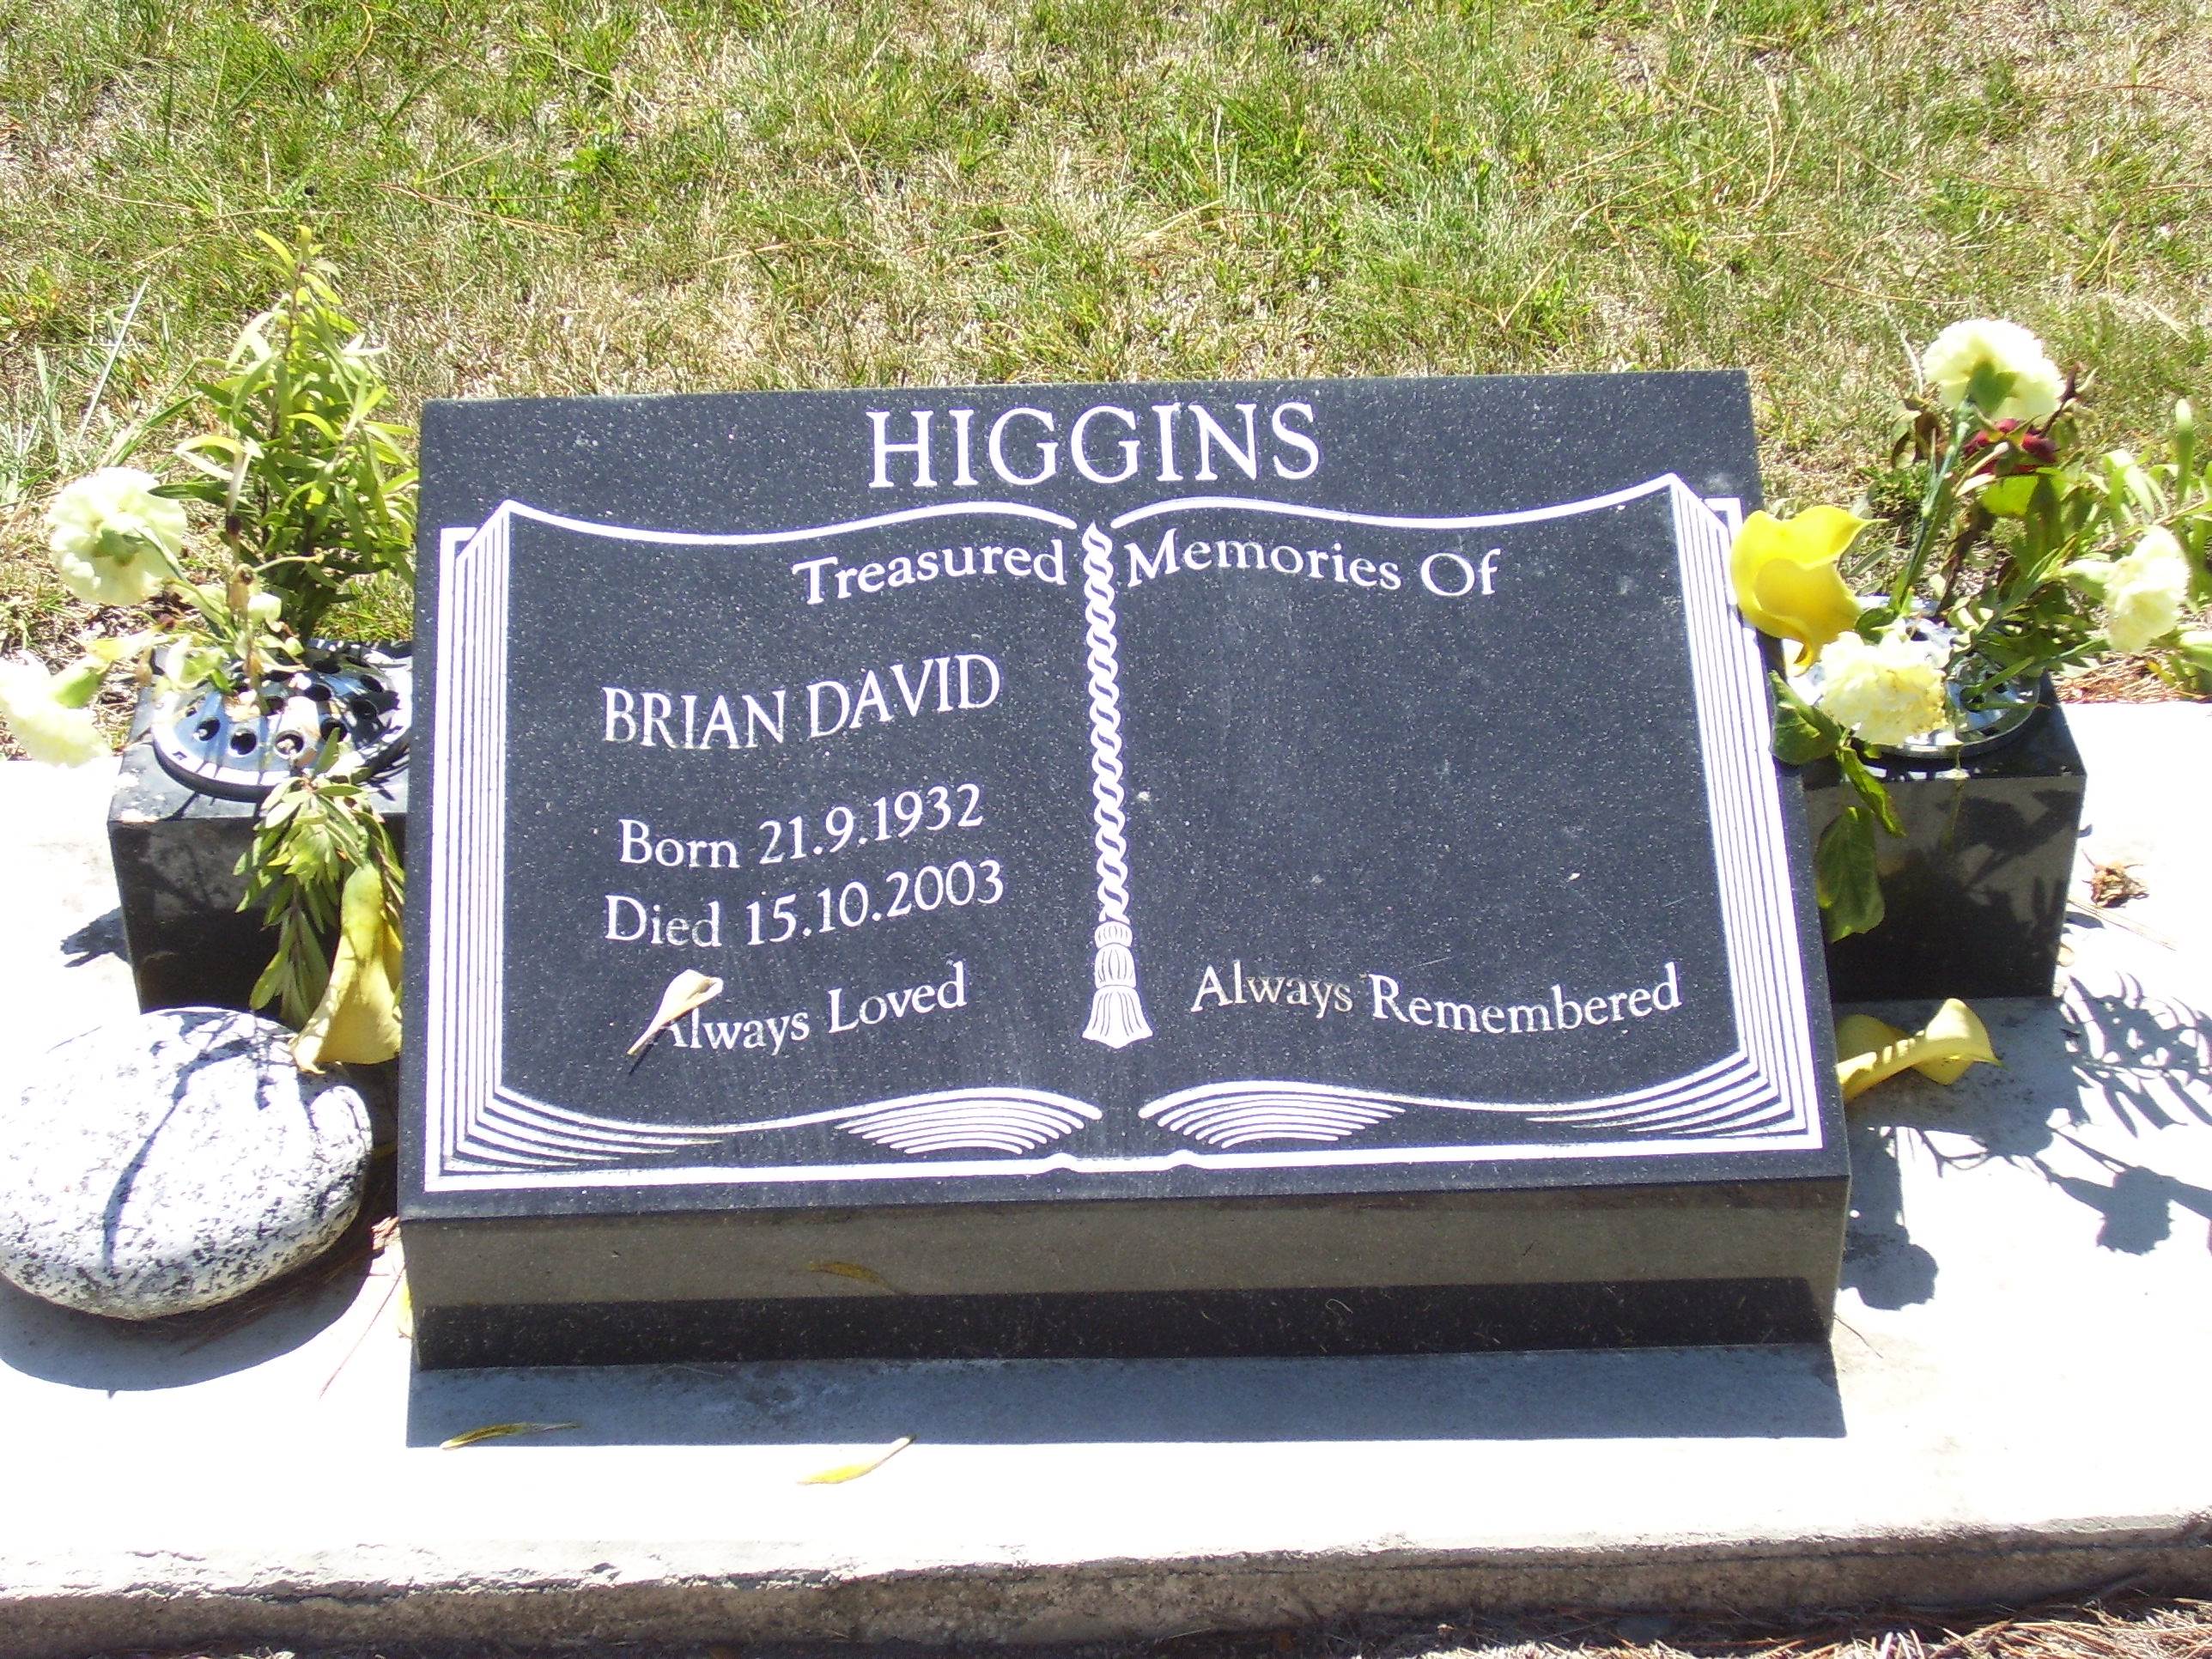 HIGGINS
Treasured Memories Of
BRIAN DAVID
Born 21.9.1932
Died 15.10.2003
Always Loved
Always Remembered